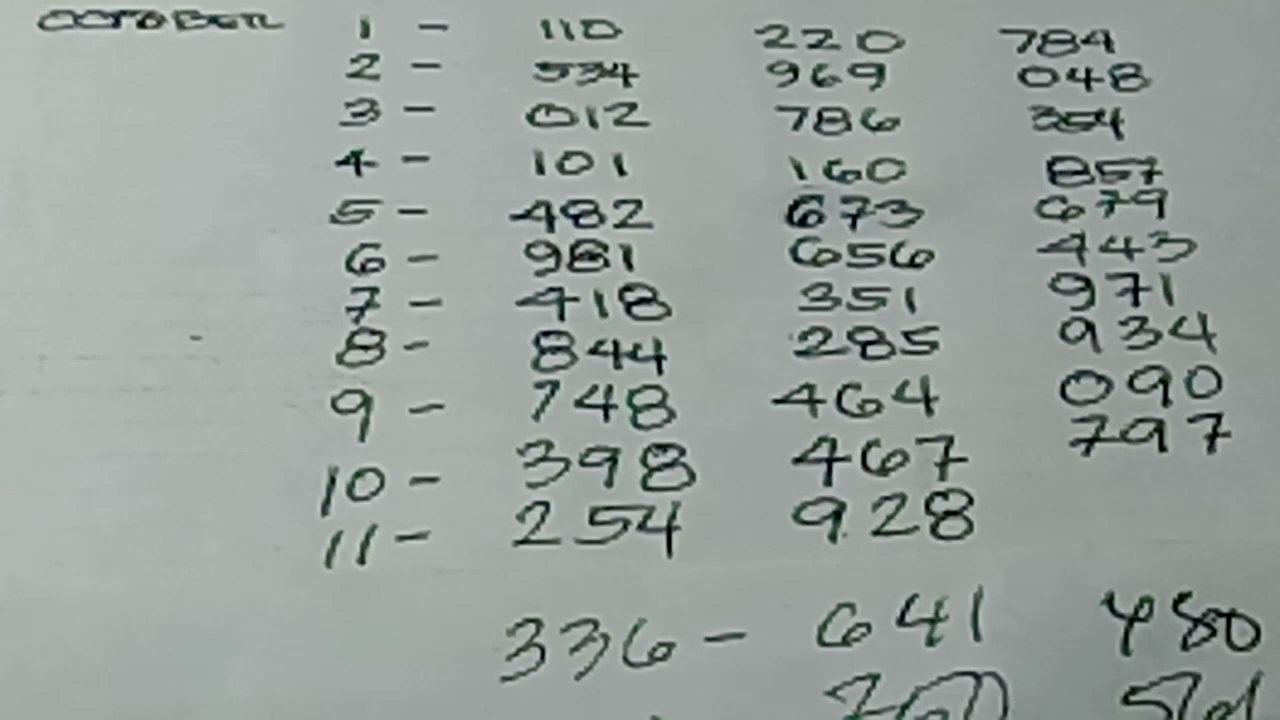 OCTOBER 1 - 110 220 784
2 - 534 969 048
3 - 012 786 354
4 - 101 160 857
5 - 482 673 679
6 - 981 656 443
7 - 418 351 971
8 - 844 285 934
9 - 748 464 090
10 - 398 467 797
11 - 254 928
336 - 641 480